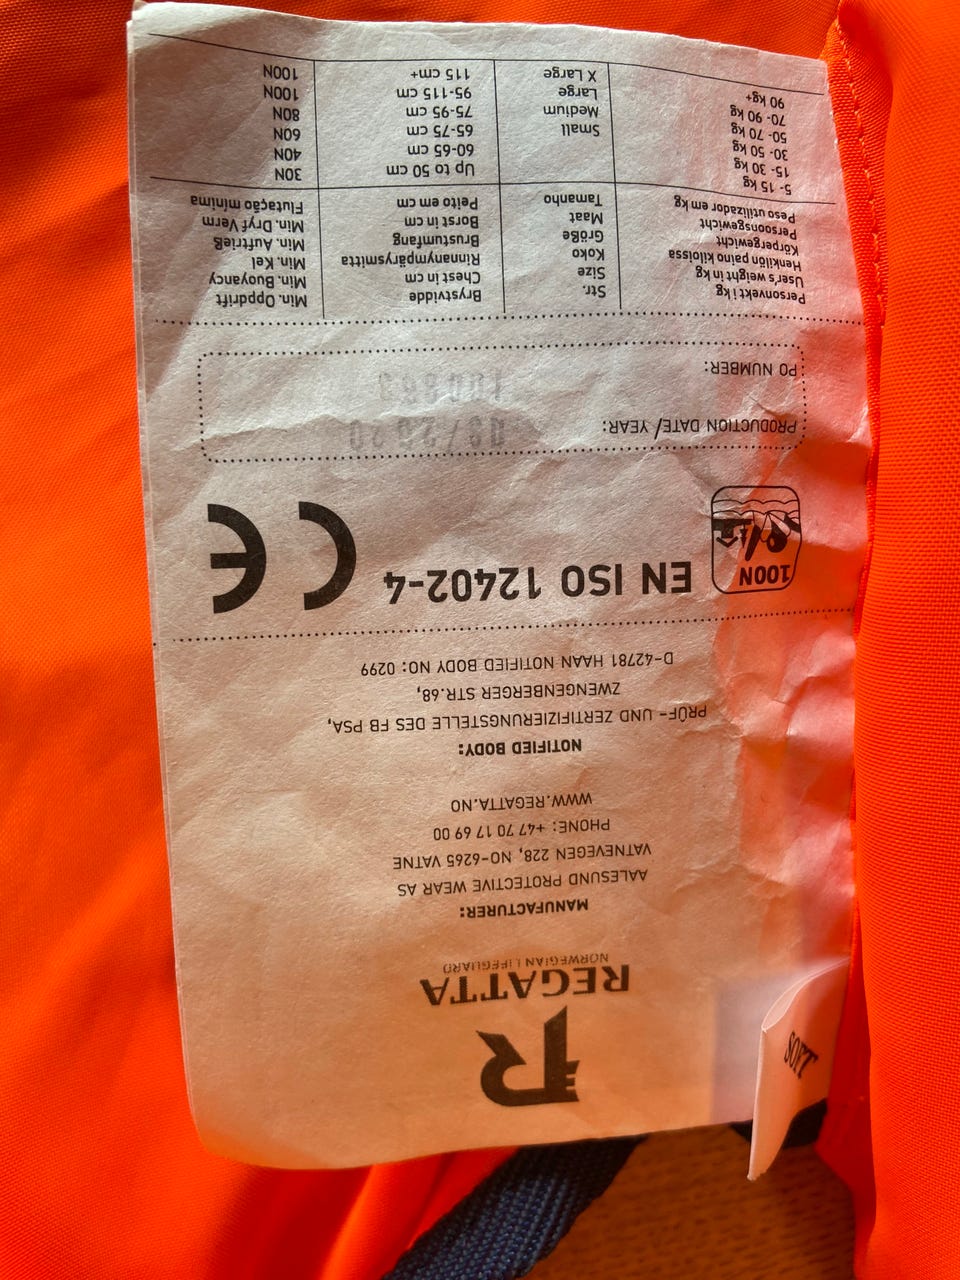 SOFT
R
REGATTA
NORWEGIAN LIFEGUARD
MANUFACTURER:
AALESUND PROTECTIVE WEAR AS
VATNEVEGEN 228, NO-6265 VATNE
PHONE: +47 70 17 69 00
WWW.REGATTA.NO
NOTIFIED BODY:
PRÜF- UND ZERTIFIZIERUNGSTELLE DES FB PSA,
ZWENGENBERGER STR.68,
D-42781 HAAN NOTIFIED BODY NO: 0299
100N EN ISO 12402-4 CE
PRODUCTION DATE/ YEAR:
PO NUMBER:
Personvekt i kg Str. Brystvidde Min. Oppdrift
User's weight in kg Size Chest in cm Min. Buoyancy
Henkilön paino kiloissa Koko Rinnanympärysmitta Min. Kel
Körpergewicht Größe Brustumfang Min. Auftrieß
Persoonsgewicht Maat Borst in cm Min. Dryf Verm
Peso utilizador em kg Tamanho Peito em cm Flutação mínima
5- 15 kg Up to 50 cm 30N
15- 30 kg 60-65 cm 40N
30- 50 kg Small 65-75 cm 60N
50- 70 kg Medium 75-95 cm 80N
70- 90 kg Large 95-115 cm 100N
90 kg+ X Large 115 cm+ 100N